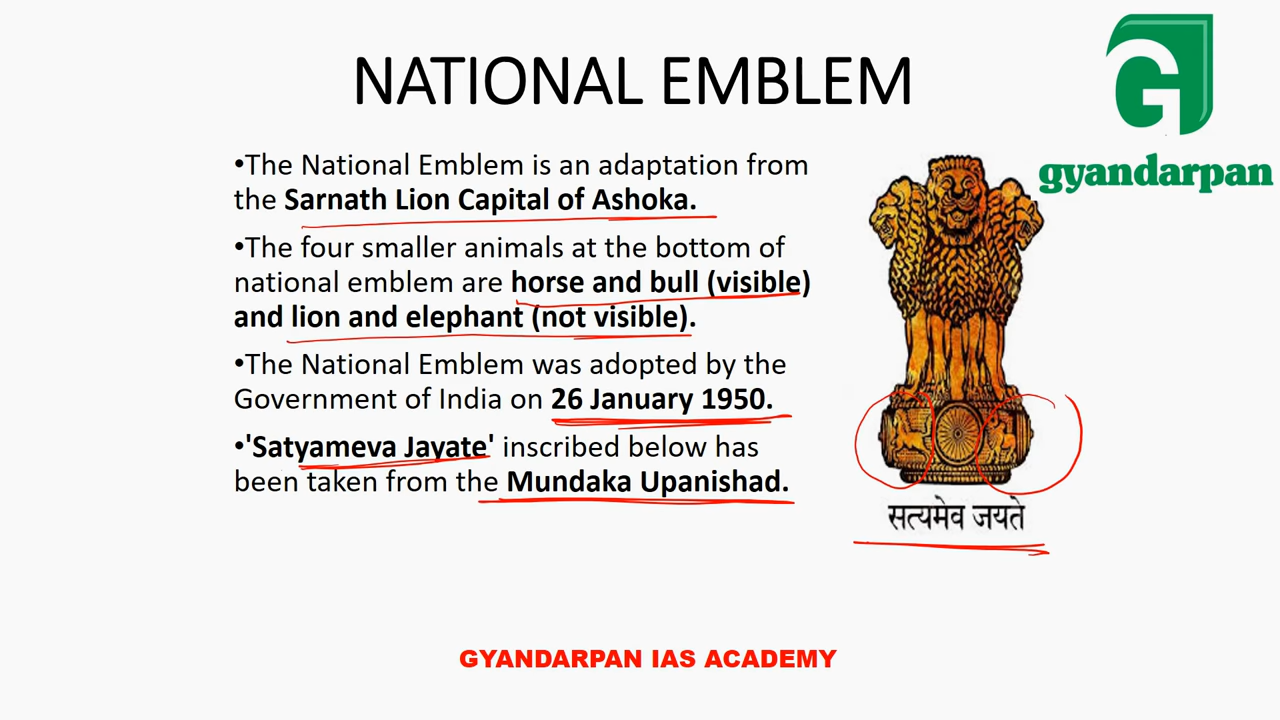 NATIONAL EMBLEM
G
gyandarpan
•The National Emblem is an adaptation from
the Sarnath Lion Capital of Ashoka.
•The four smaller animals at the bottom of
national emblem are horse and bull (visible)
and lion and elephant (not visible).
•The National Emblem was adopted by the
Government of India on 26 January 1950.
•'Satyameva Jayate' inscribed below has
been taken from the Mundaka Upanishad.
सत्यमेव जयते
GYANDARPAN IAS ACADEMY